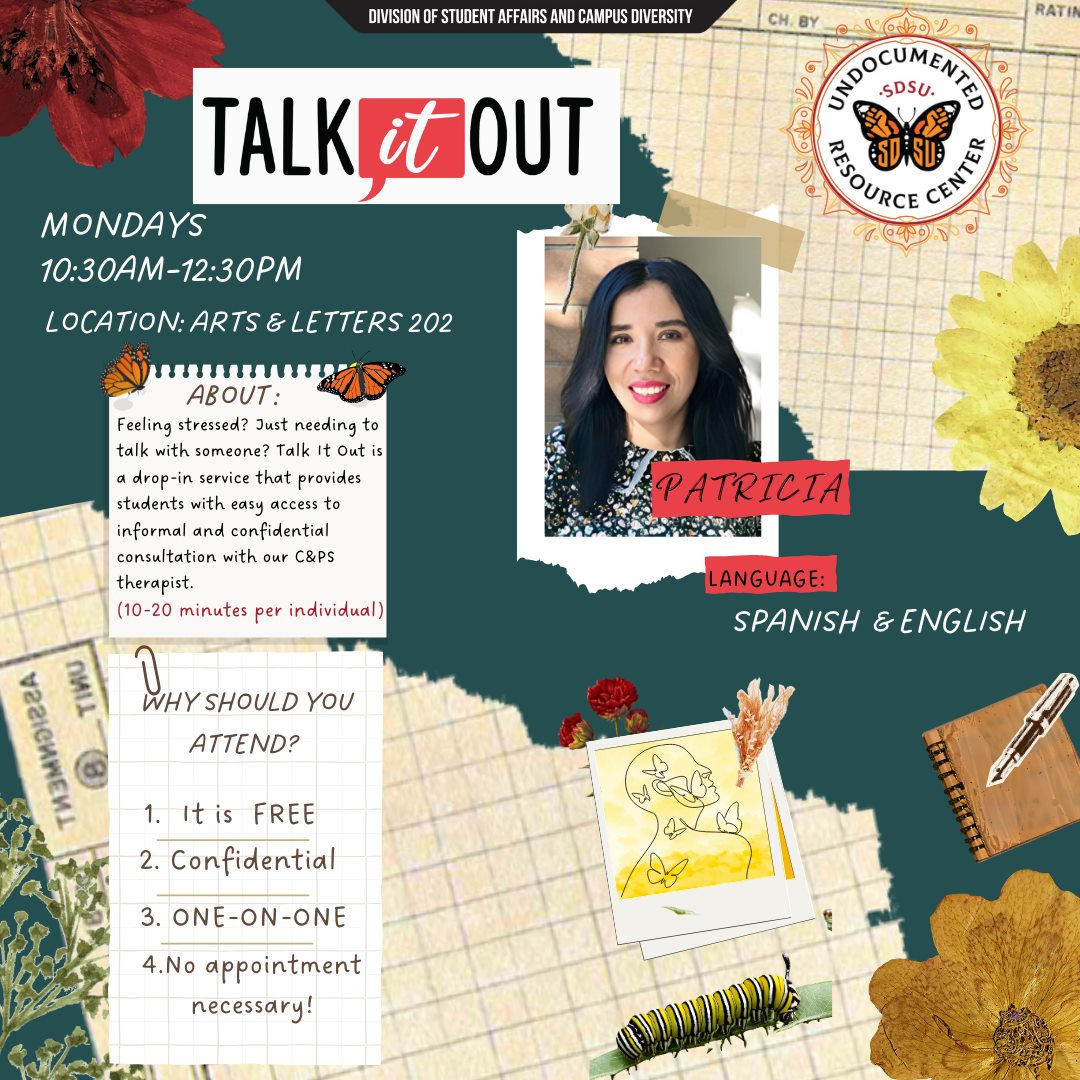 DIVISION OF STUDENT AFFAIRS AND CAMPUS DIVERSITY
CH. BY
RATIN
UNDOCUMENTED
·SDSU·
SD SU
RESOURCE CENTER
TALK it OUT
MONDAYS
10:30AM-12:30PM
LOCATION: ARTS & LETTERS 202
ABOUT:
Feeling stressed? Just needing to
talk with someone? Talk It Out is
a drop-in service that provides
students with easy access to
informal and confidential
consultation with our C&PS
therapist.
(10-20 minutes per individual)
PATRICIA
LANGUAGE:
SPANISH & ENGLISH
UNIT
ASSIGNMENT
WHY SHOULD YOU
ATTEND?
1. It is FREE
2. Confidential
3. ONE-ON-ONE
4.No appointment
necessary!